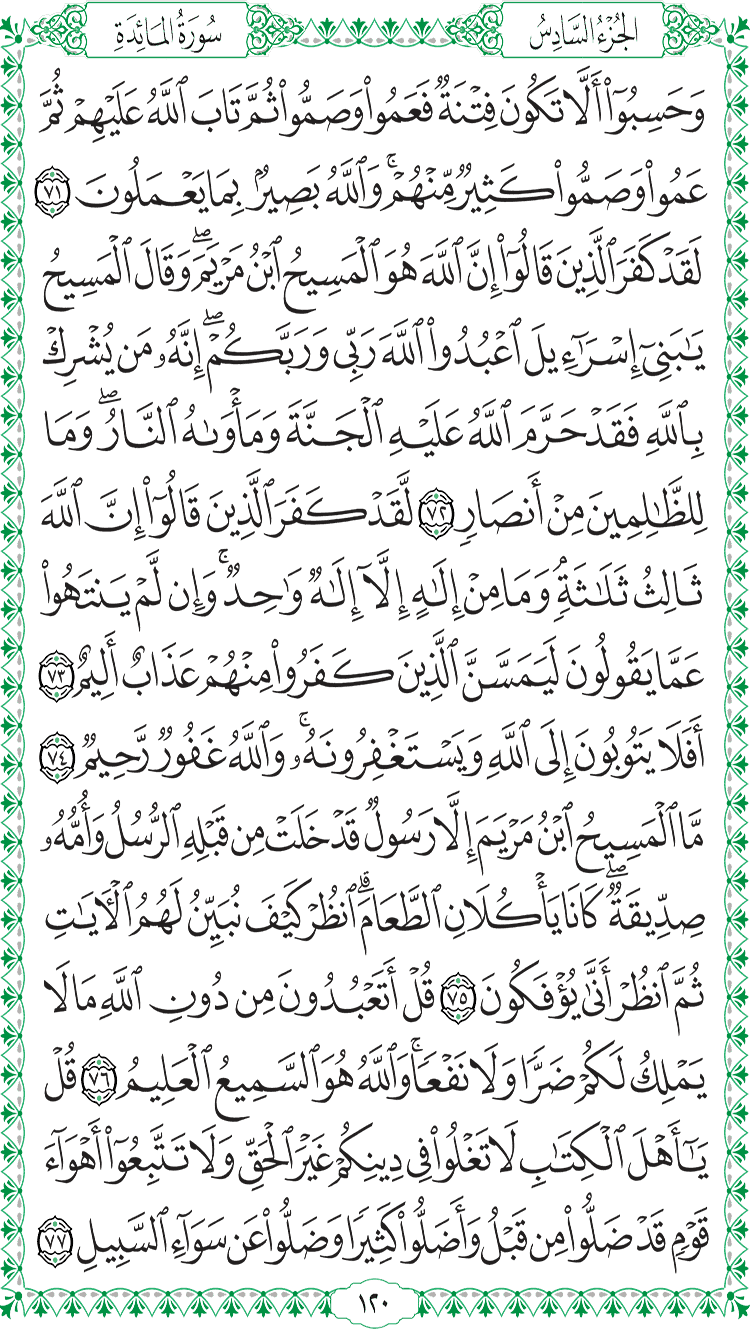 الجُزْءُ السَّادِسُ
سُورَةُ المَائِدَةِ
وَحَسِبُوٓا۟ أَلَّا تَكُونَ فِتْنَةٌ فَعَمُوا۟ وَصَمُّوا۟ ثُمَّ تَابَ ٱللَّهُ عَلَيْهِمْ ثُمَّ
عَمُوا۟ وَصَمُّوا۟ كَثِيرٌ مِّنْهُمْ ۚ وَٱللَّهُ بَصِيرٌۢ بِمَا يَعْمَلُونَ ٧١
لَقَدْ كَفَرَ ٱلَّذِينَ قَالُوٓا۟ إِنَّ ٱللَّهَ هُوَ ٱلْمَسِيحُ ٱبْنُ مَرْيَمَ ۖ وَقَالَ ٱلْمَسِيحُ
يَـٰبَنِىٓ إِسْرَٰٓءِيلَ ٱعْبُدُوا۟ ٱللَّهَ رَبِّى وَرَبَّكُمْ ۖ إِنَّهُۥ مَن يُشْرِكْ
بِٱللَّهِ فَقَدْ حَرَّمَ ٱللَّهُ عَلَيْهِ ٱلْجَنَّةَ وَمَأْوَىٰهُ ٱلنَّارُ ۖ وَمَا
لِلظَّـٰلِمِينَ مِنْ أَنصَارٍ ٧٢ لَّقَدْ كَفَرَ ٱلَّذِينَ قَالُوٓا۟ إِنَّ ٱللَّهَ
ثَالِثُ ثَلَـٰثَةٍ ۘ وَمَا مِنْ إِلَـٰهٍ إِلَّآ إِلَـٰهٌ وَٰحِدٌ ۚ وَإِن لَّمْ يَنتَهُوا۟
عَمَّا يَقُولُونَ لَيَمَسَّنَّ ٱلَّذِينَ كَفَرُوا۟ مِنْهُمْ عَذَابٌ أَلِيمٌ ٧٣
أَفَلَا يَتُوبُونَ إِلَى ٱللَّهِ وَيَسْتَغْفِرُونَهُۥ ۚ وَٱللَّهُ غَفُورٌ رَّحِيمٌ ٧٤
مَّا ٱلْمَسِيحُ ٱبْنُ مَرْيَمَ إِلَّا رَسُولٌ قَدْ خَلَتْ مِن قَبْلِهِ ٱلرُّسُلُ وَأُمُّهُۥ
صِدِّيقَةٌ ۖ كَانَا يَأْكُلَانِ ٱلطَّعَامَ ۗ ٱنظُرْ كَيْفَ نُبَيِّنُ لَهُمُ ٱلْـَٔايَـٰتِ
ثُمَّ ٱنظُرْ أَنَّىٰ يُؤْفَكُونَ ٧٥ قُلْ أَتَعْبُدُونَ مِن دُونِ ٱللَّهِ مَا لَا
يَمْلِكُ لَكُمْ ضَرًّا وَلَا نَفْعًا ۚ وَٱللَّهُ هُوَ ٱلسَّمِيعُ ٱلْعَلِيمُ ٧٦ قُلْ
يَـٰٓأَهْلَ ٱلْكِتَـٰبِ لَا تَغْلُوا۟ فِى دِينِكُمْ غَيْرَ ٱلْحَقِّ وَلَا تَتَّبِعُوٓا۟ أَهْوَآءَ
قَوْمٍ قَدْ ضَلُّوا۟ مِن قَبْلُ وَأَضَلُّوا۟ كَثِيرًا وَضَلُّوا۟ عَن سَوَآءِ ٱلسَّبِيلِ ٧٧
١٢٠